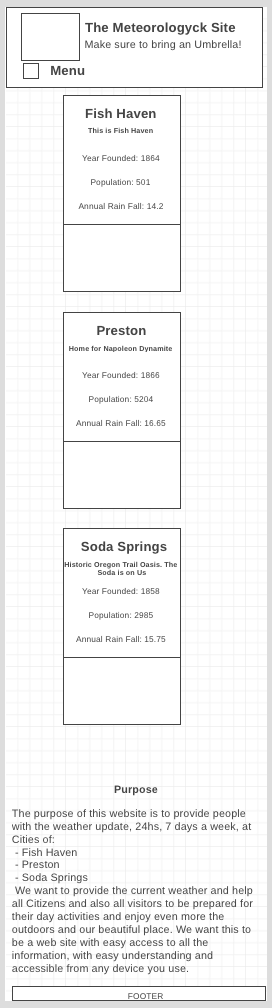 The Meteorologyck Site
Make sure to bring an Umbrella!
Menu
Fish Haven
This is Fish Haven
Year Founded: 1864
Population: 501
Annual Rain Fall: 14.2
Preston
Home for Napoleon Dynamite
Year Founded: 1866
Population: 5204
Annual Rain Fall: 16.65
Soda Springs
Historic Oregon Trail Oasis. The
Soda is on Us
Year Founded: 1858
Population: 2985
Annual Rain Fall: 15.75
Purpose
The purpose of this website is to provide people
with the weather update, 24hs, 7 days a week, at
Cities of:
- Fish Haven
- Preston
- Soda Springs
We want to provide the current weather and help
all Citizens and also all visitors to be prepared for
their day activities and enjoy even more the
outdoors and our beautiful place. We want this to
be a web site with easy access to all the
information, with easy understanding and
accessible from any device you use.
FOOTER